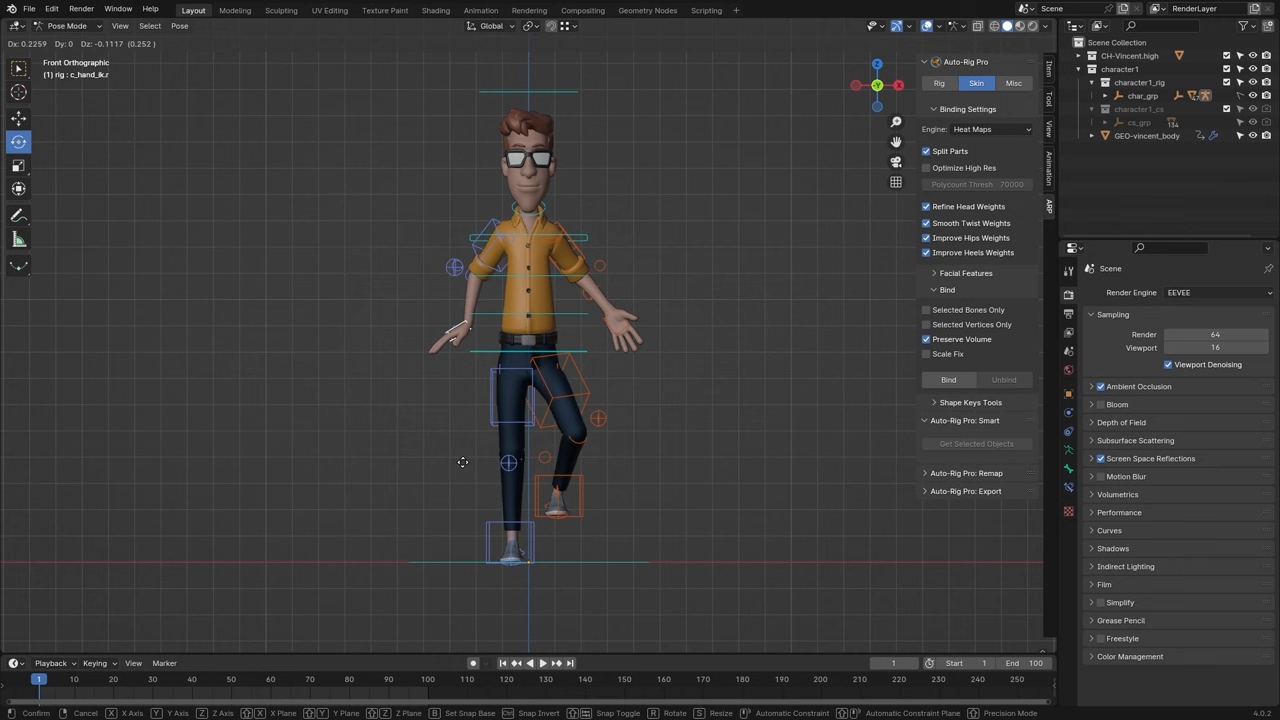 File Edit Render Window Help Layout Modeling Sculpting UV Editing Texture Paint Shading Animation Rendering Compositing Geometry Nodes Scripting + Scene RenderLayer
Pose Mode View Select Pose Global
Dx: 0.2259 Dy: 0 Dz: -0.1117 (0.252 )
Front Orthographic
(1) rig : c_hand_ik.r
Z
X
-Y
Auto-Rig Pro
Rig Skin Misc
Binding Settings
Engine: Heat Maps
Split Parts
Optimize High Res
Polycount Thresh 70000
Refine Head Weights
Smooth Twist Weights
Improve Hips Weights
Improve Heels Weights
Facial Features
Bind
Selected Bones Only
Selected Vertices Only
Preserve Volume
Scale Fix
Bind Unbind
Shape Keys Tools
Auto-Rig Pro: Smart
Get Selected Objects
Auto-Rig Pro: Remap
Auto-Rig Pro: Export
Item
Tool
View
Animation
ARP
Scene Collection
CH-Vincent.high
character1
character1_rig
char_grp
character1_cs
cs_grp 134
GEO-vincent_body
Scene
Render Engine EEVEE
Sampling
Render 64
Viewport 16
Viewport Denoising
Ambient Occlusion
Bloom
Depth of Field
Subsurface Scattering
Screen Space Reflections
Motion Blur
Volumetrics
Performance
Curves
Shadows
Indirect Lighting
Film
Simplify
Grease Pencil
Freestyle
Color Management
Playback Keying View Marker 1 Start 1 End 100
1 10 20 30 40 50 60 70 80 90 100 110 120 130 140 150 160 170 180 190 200 210 220 230 240 250
Confirm Cancel X X Axis Y Y Axis Z Z Axis X X Plane Y Y Plane Z Z Plane B Set Snap Base Snap Invert Snap Toggle R Rotate S Resize Automatic Constraint Automatic Constraint Plane Precision Mode 4.0.2